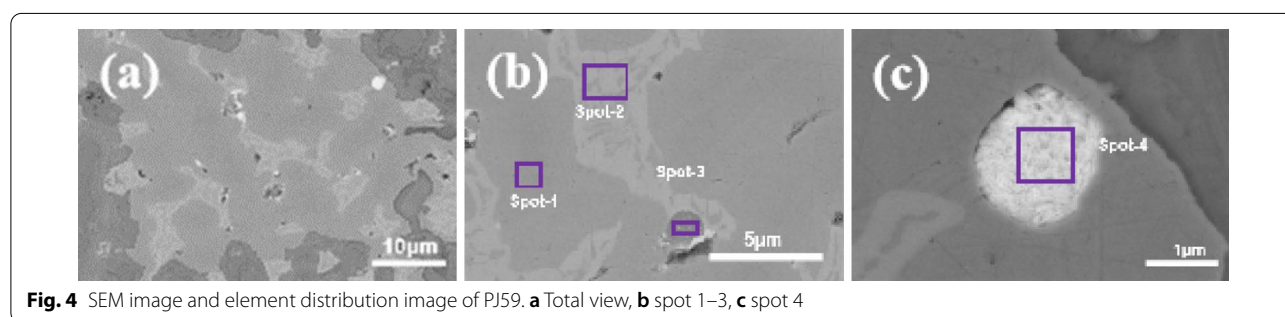 (a)
10µm
(b)
Spot-2
Spot-3
Spot-1
5µm
(c)
Spot-4
1µm
Fig. 4 SEM image and element distribution image of PJ59. a Total view, b spot 1–3, c spot 4